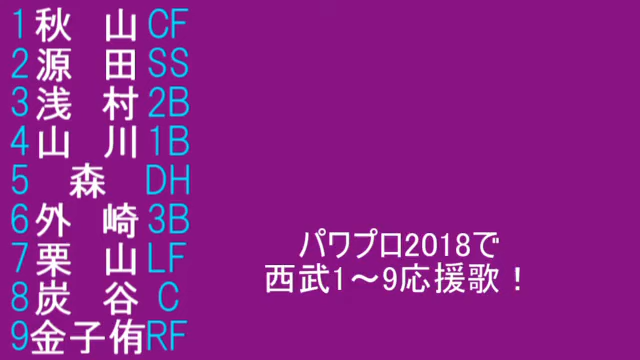 1秋 山CF
2源 田SS
3浅 村2B
4山 川1B
5 森 DH
6外 崎3B
7栗 山LF
8炭 谷 C
9金子侑RF
パワプロ2018で
西武1～9応援歌！